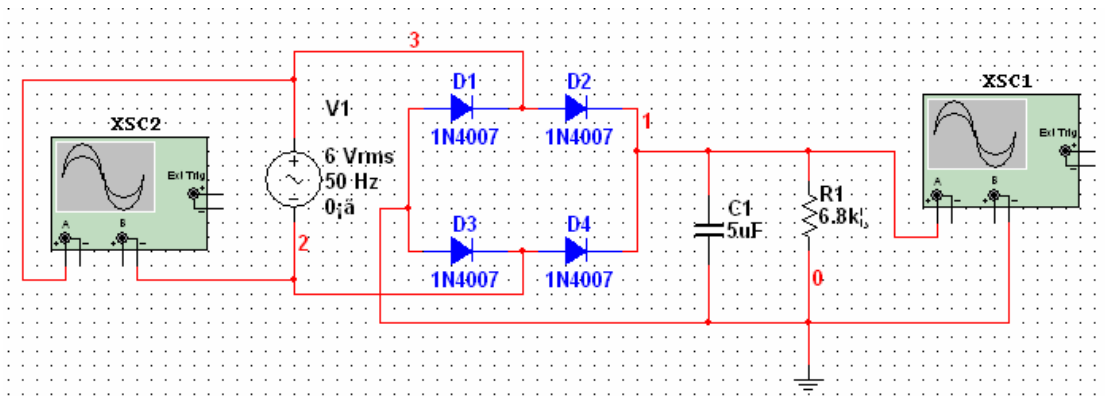 3
D1
D2
XSC1
V1
1
1N4007
1N4007
XSC2
Ext Trig
6 Vrms
Ext Trig
50 Hz
A
B
R1
0¡ä
C1
6.8k¦¸
5uF
D3
D4
A
B
2
1N4007
1N4007
0